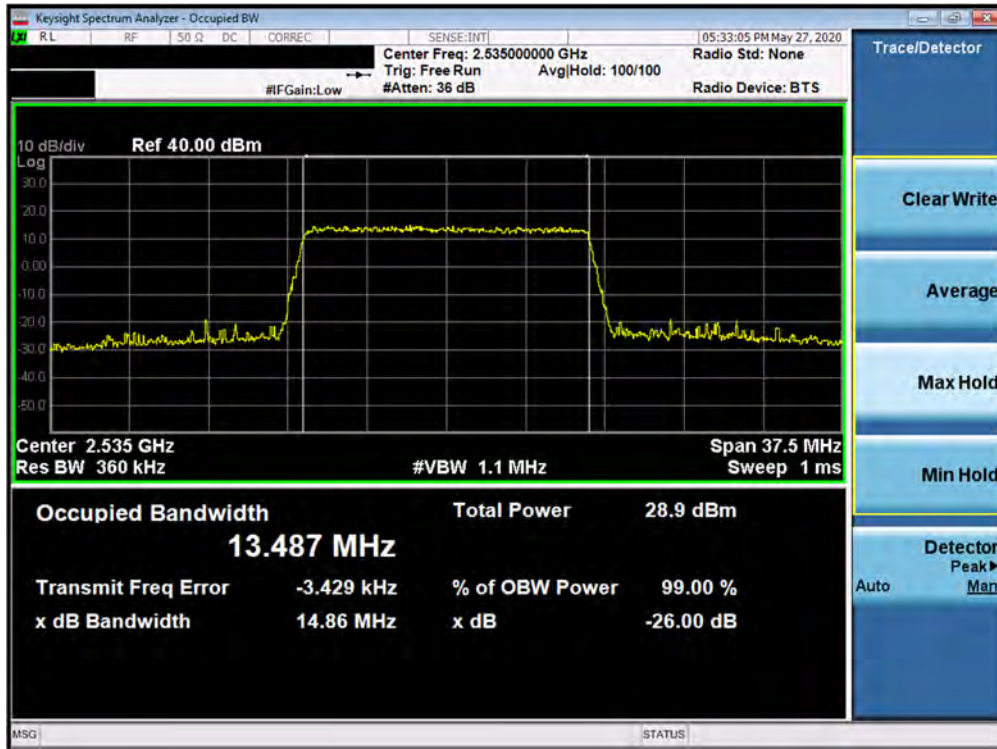 Keysight Spectrum Analyzer - Occupied BW
LXI RL RF 50 Ω DC CORREC SENSE:INT 05:33:05 PM May 27, 2020
Center Freq: 2.535000000 GHz Radio Std: None
Trig: Free Run Avg|Hold: 100/100
#IFGain:Low #Atten: 36 dB Radio Device: BTS
10 dB/div Ref 40.00 dBm
Log
30.0
20.0
10.0
0.00
-10.0
-20.0
-30.0
-40.0
-50.0
Center 2.535 GHz Span 37.5 MHz
Res BW 360 kHz #VBW 1.1 MHz Sweep 1 ms
Occupied Bandwidth Total Power 28.9 dBm
13.487 MHz
Transmit Freq Error -3.429 kHz % of OBW Power 99.00 %
x dB Bandwidth 14.86 MHz x dB -26.00 dB
MSG STATUS
Trace/Detector
Clear Write
Average
Max Hold
Min Hold
Detector
Peak▶
Auto Man